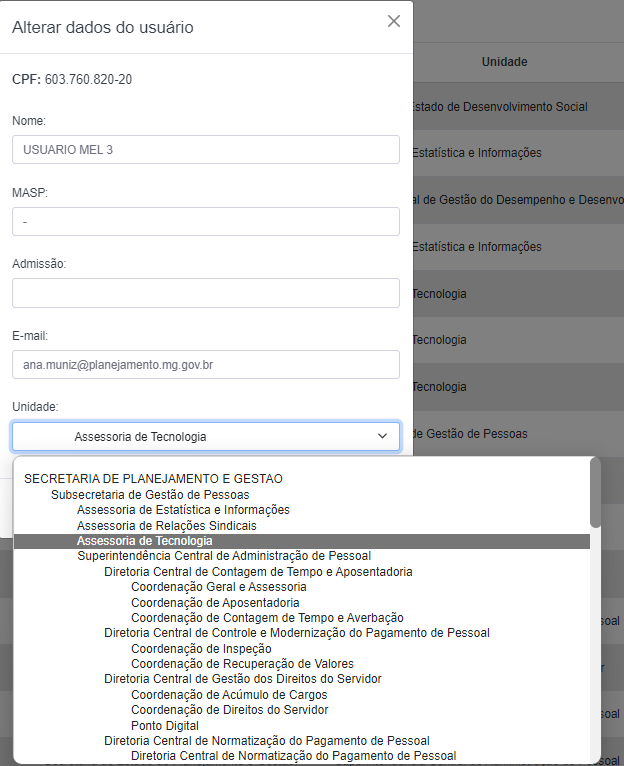 Alterar dados do usuário
CPF: 603.760.820-20
Nome:
USUARIO MEL 3
MASP:
-
Admissão:
E-mail:
ana.muniz@planejamento.mg.gov.br
Unidade:
Assessoria de Tecnologia
SECRETARIA DE PLANEJAMENTO E GESTAO
Subsecretaria de Gestão de Pessoas
Assessoria de Estatística e Informações
Assessoria de Relações Sindicais
Assessoria de Tecnologia
Superintendência Central de Administração de Pessoal
Diretoria Central de Contagem de Tempo e Aposentadoria
Coordenação Geral e Assessoria
Coordenação de Aposentadoria
Coordenação de Contagem de Tempo e Averbação
Diretoria Central de Controle e Modernização do Pagamento de Pessoal
Coordenação de Inspeção
Coordenação de Recuperação de Valores
Diretoria Central de Gestão dos Direitos do Servidor
Coordenação de Acúmulo de Cargos
Coordenação de Direitos do Servidor
Ponto Digital
Diretoria Central de Normatização do Pagamento de Pessoal
Diretoria Central de Normatização do Pagamento de Pessoal
Unidade
Estado de Desenvolvimento Social
Estatística e Informações
al de Gestão do Desempenho e Desenvo
Estatística e Informações
Tecnologia
Tecnologia
Tecnologia
de Gestão de Pessoas
soal
r
soal